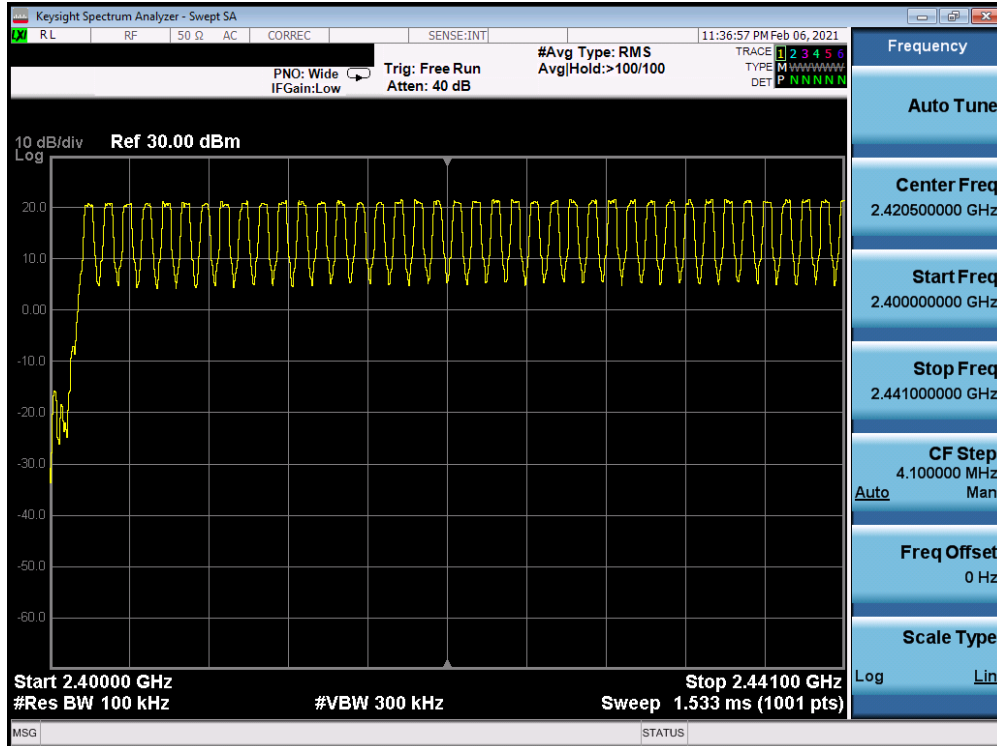 Keysight Spectrum Analyzer - Swept SA
LXI RL RF 50 Ω AC CORREC SENSE:INT 11:36:57 PM Feb 06, 2021
#Avg Type: RMS TRACE 1 2 3 4 5 6
PNO: Wide Trig: Free Run Avg|Hold:>100/100 TYPE M WWWWW
IFGain:Low Atten: 40 dB DET P N N N N N
10 dB/div Ref 30.00 dBm
Log
20.0
10.0
0.00
-10.0
-20.0
-30.0
-40.0
-50.0
-60.0
Start 2.40000 GHz Stop 2.44100 GHz
#Res BW 100 kHz #VBW 300 kHz Sweep 1.533 ms (1001 pts)
MSG STATUS
Frequency
Auto Tune
Center Freq
2.420500000 GHz
Start Freq
2.400000000 GHz
Stop Freq
2.441000000 GHz
CF Step
4.100000 MHz
Auto Man
Freq Offset
0 Hz
Scale Type
Log Lin